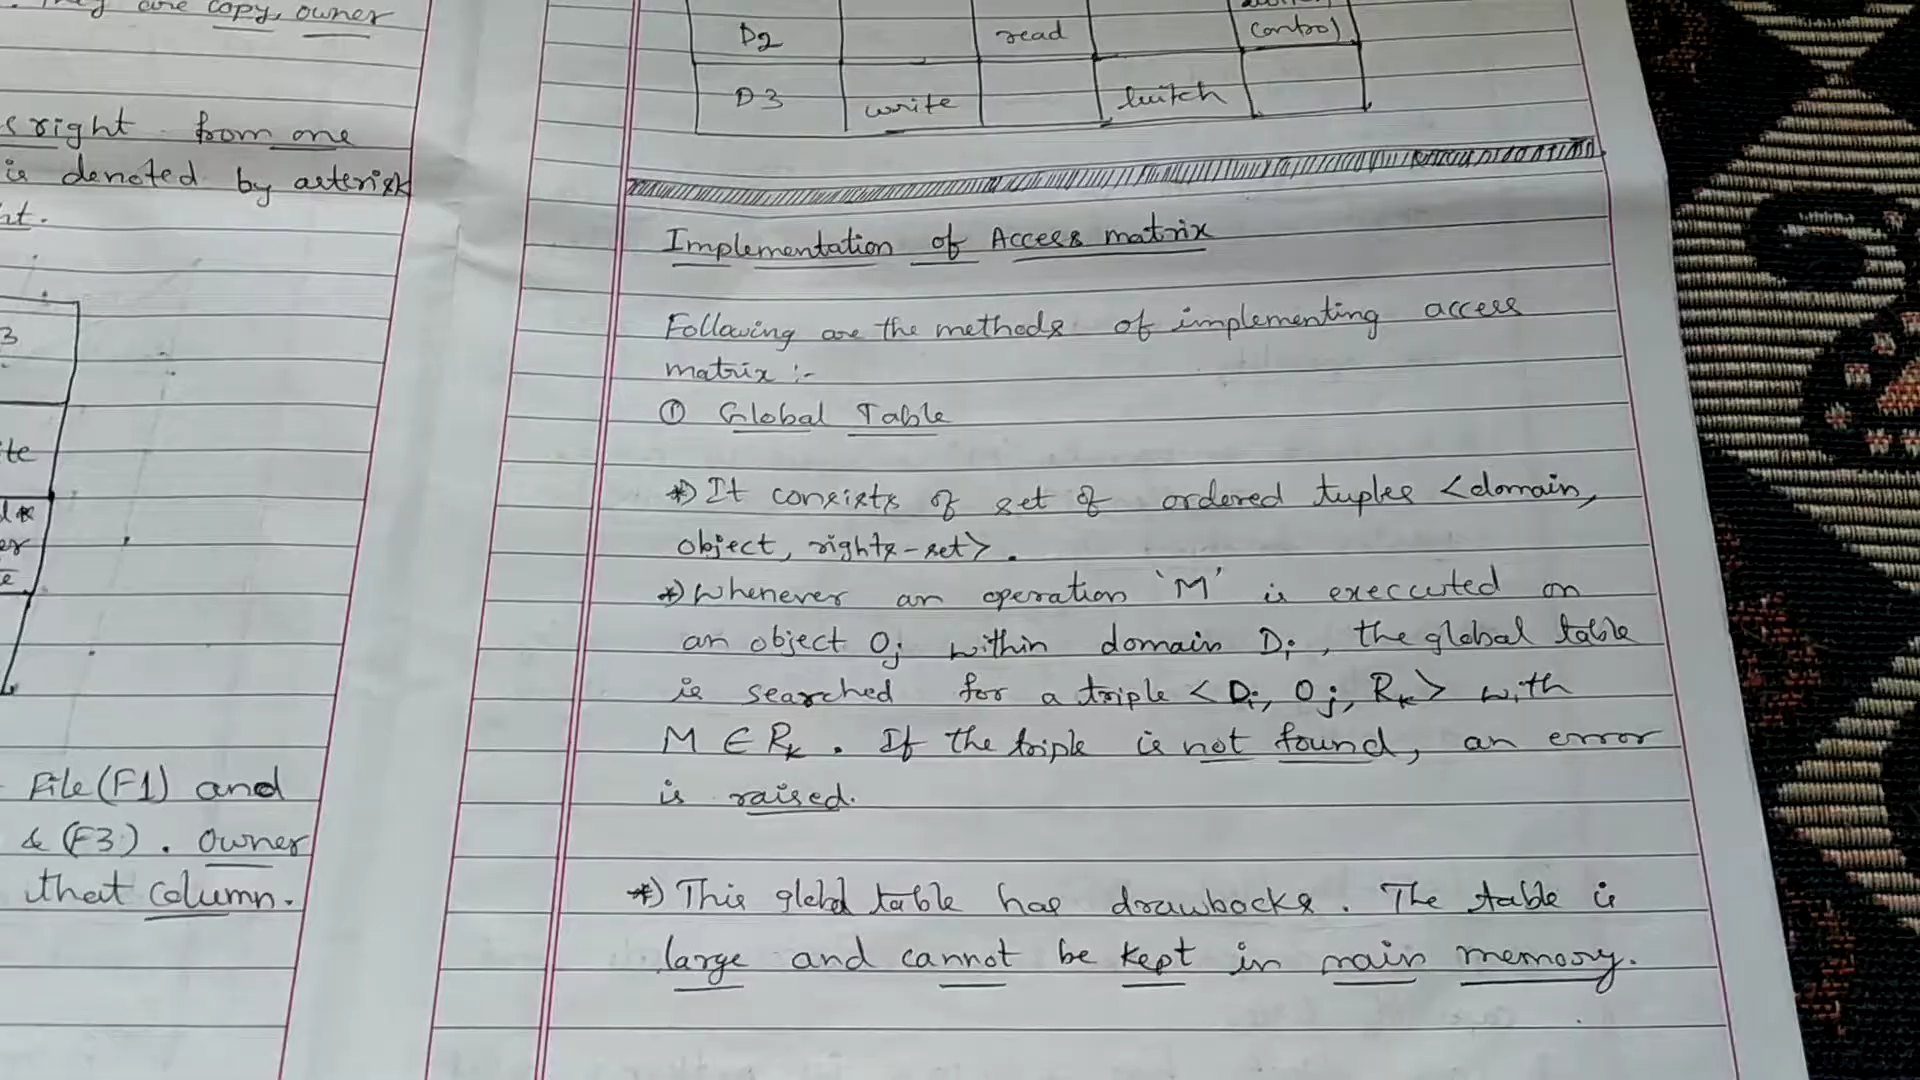 are copy, owner
right from one
is denoted by asterisk
3
File (F1) and
& (F3). Owner
that column.
D2 read control
D3 write switch
Implementation of Access matrix
Following are the methods of implementing access
matrix :-
① Global Table
*) It consists of set of ordered tuples <domain,
object, rights-set>.
*) Whenever an operation 'M' is executed on
an object Oj within domain Di, the global table
is searched for a triple <Di, Oj, Rk> with
M ∈ Rk. If the triple is not found, an error
is raised.
*) This global table has drawbacks. The table is
large and cannot be kept in main memory.